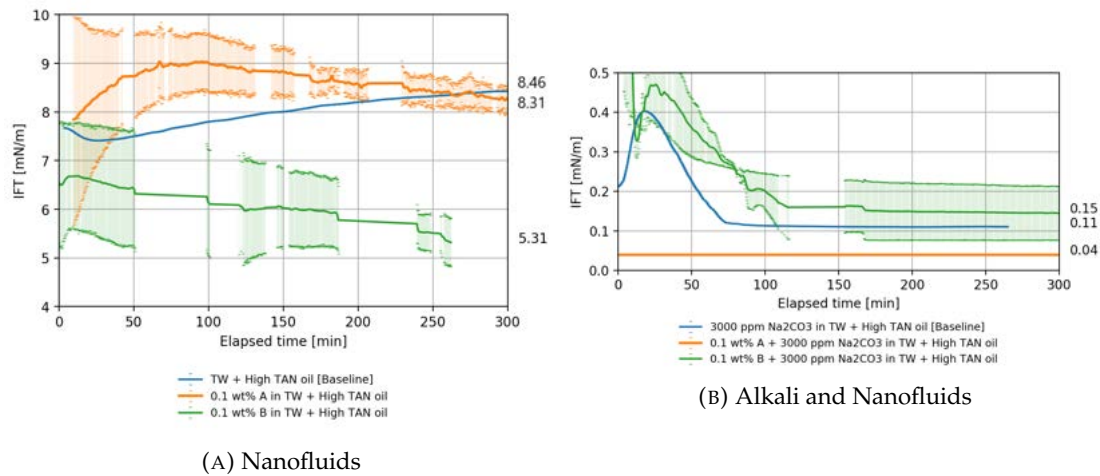 10
9
8
7
6
5
4
IFT [mN/m]
8.46
8.31
5.31
0 50 100 150 200 250 300
Elapsed time [min]
TW + High TAN oil [Baseline]
0.1 wt% A in TW + High TAN oil
0.1 wt% B in TW + High TAN oil
(A) Nanofluids
0.5
0.4
0.3
0.2
0.1
0.0
IFT [mN/m]
0.15
0.11
0.04
0 50 100 150 200 250 300
Elapsed time [min]
3000 ppm Na2CO3 in TW + High TAN oil [Baseline]
0.1 wt% A + 3000 ppm Na2CO3 in TW + High TAN oil
0.1 wt% B + 3000 ppm Na2CO3 in TW + High TAN oil
(B) Alkali and Nanofluids